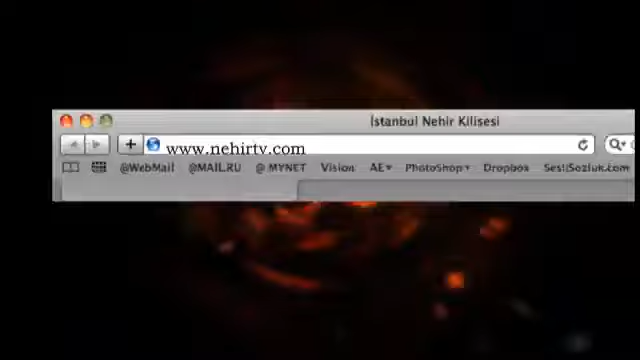 İstanbul Nehir Kilisesi
www.nehirtv.com
@WebMail @MAIL.RU @ MYNET Vision AE PhotoShop Dropbox SesliSozluk.com